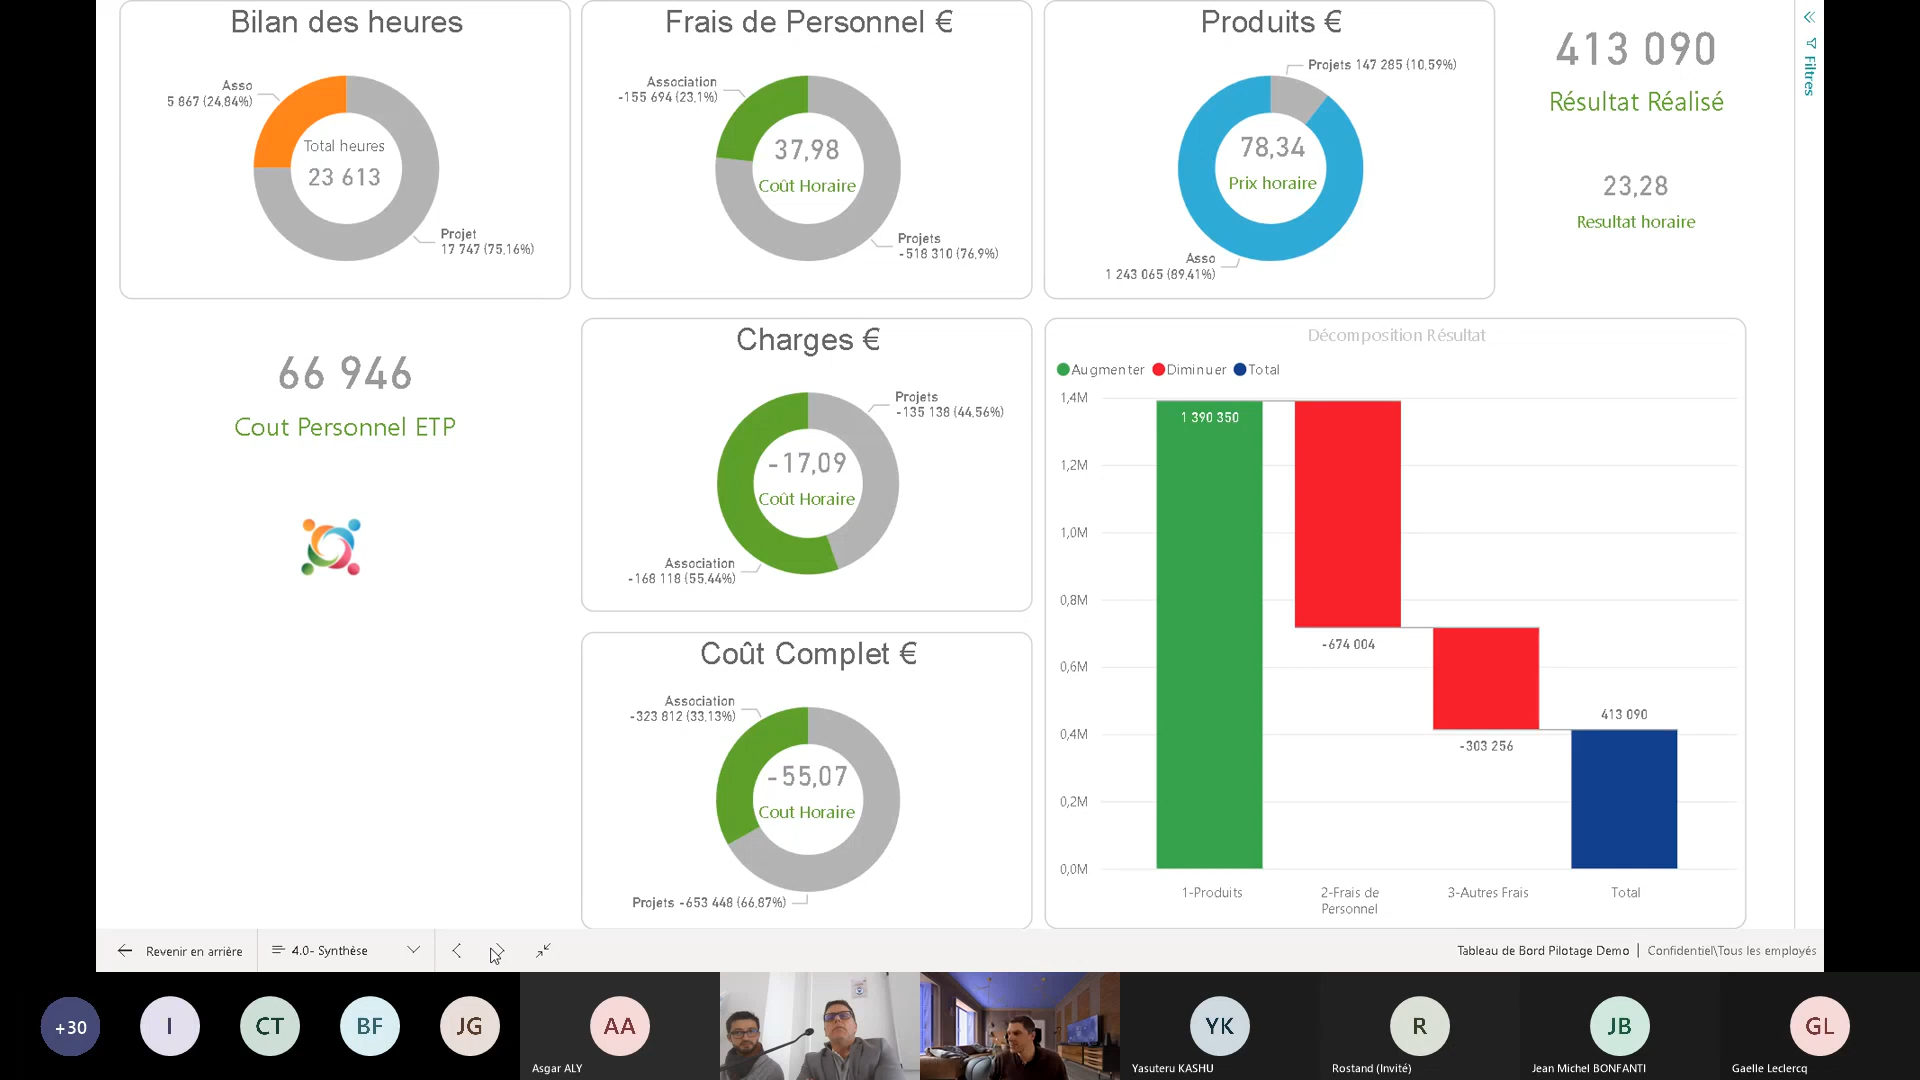 Bilan des heures
Asso
5 867 (24,84%)
Total heures
23 613
Projet
17 747 (75,16%)
Frais de Personnel €
Association
-155 694 (23,1%)
37,98
Coût Horaire
Projets
-518 310 (76,9%)
Produits €
Projets 147 285 (10,59%)
78,34
Prix horaire
Asso
1 243 065 (89,41%)
413 090
Résultat Réalisé
23,28
Resultat horaire
Filtres
66 946
Cout Personnel ETP
Charges €
Projets
-135 138 (44,56%)
-17,09
Coût Horaire
Association
-168 118 (55,44%)
Coût Complet €
Association
-323 812 (33,13%)
-55,07
Cout Horaire
Projets -653 448 (66,87%)
Décomposition Résultat
Augmenter Diminuer Total
1,4M
1,2M
1,0M
0,8M
0,6M
0,4M
0,2M
0,0M
1 390 350
-674 004
-303 256
413 090
1-Produits
2-Frais de
Personnel
3-Autres Frais
Total
Revenir en arrière
4.0- Synthèse
Tableau de Bord Pilotage Demo | Confidentiel\Tous les employés
+30
I
CT
BF
JG
AA
Asgar ALY
YK
Yasuteru KASHU
R
Rostand (Invité)
JB
Jean Michel BONFANTI
GL
Gaelle Leclercq